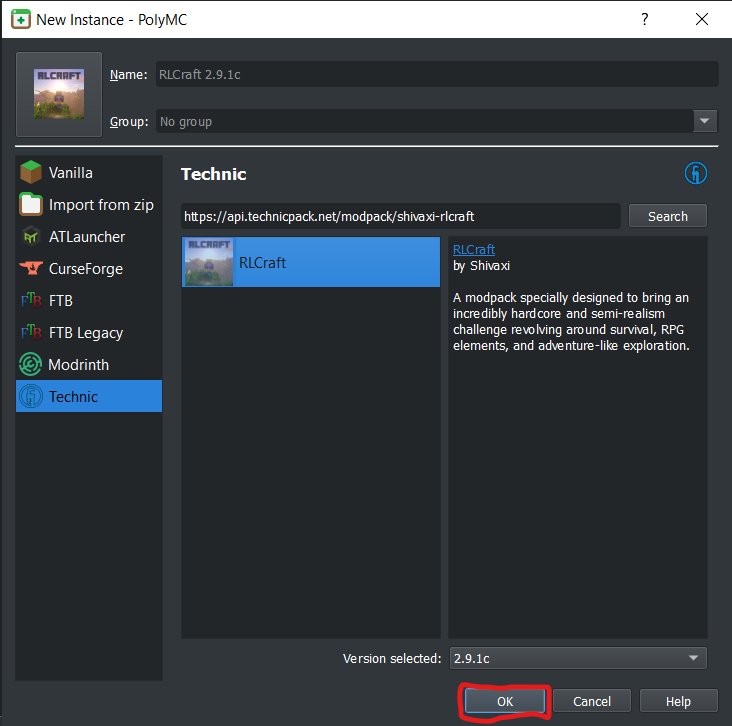 New Instance - PolyMC
?
RLCRAFT
Name: RLCraft 2.9.1c
Group: No group
Vanilla
Import from zip
ATLauncher
CurseForge
FTB FTB
FTB FTB Legacy
Modrinth
Technic
Technic
https://api.technicpack.net/modpack/shivaxi-rlcraft
Search
RLCRAFT
RLCraft
RLCraft
by Shivaxi
A modpack specially designed to bring an
incredibly hardcore and semi-realism
challenge revolving around survival, RPG
elements, and adventure-like exploration.
Version selected: 2.9.1c
OK Cancel Help